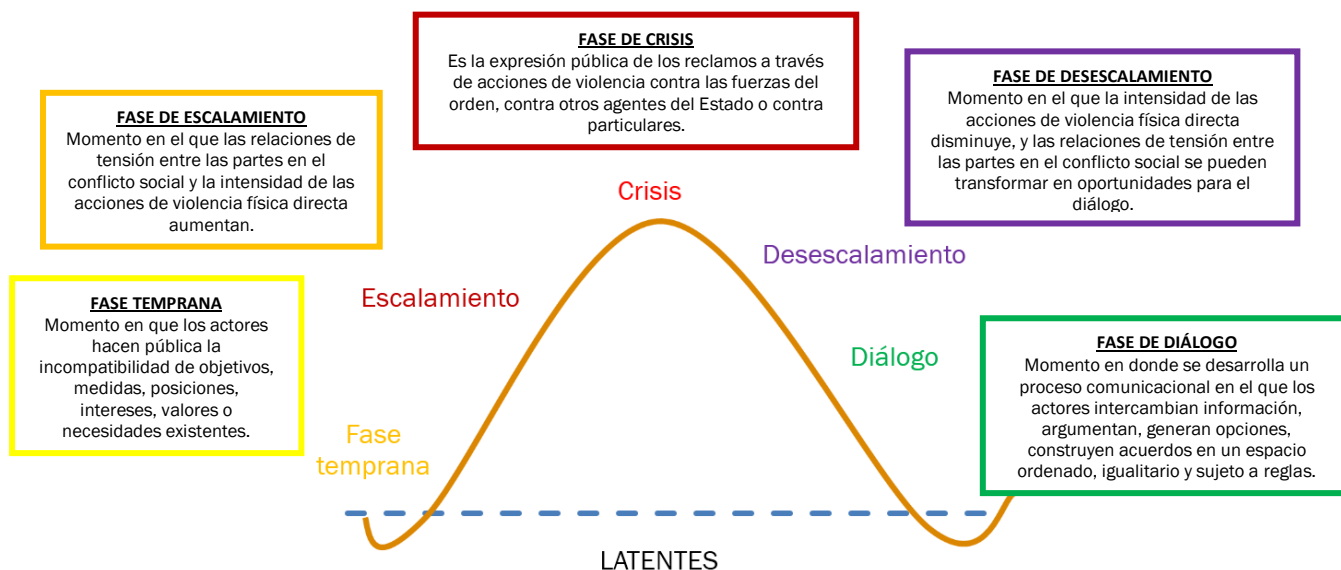 FASE DE CRISIS
Es la expresión pública de los reclamos a través
de acciones de violencia contra las fuerzas del
orden, contra otros agentes del Estado o contra
particulares.
FASE DE DESESCALAMIENTO
Momento en el que la intensidad de las
acciones de violencia física directa
disminuye, y las relaciones de tensión entre
las partes en el conflicto social se pueden
transformar en oportunidades para el
diálogo.
FASE DE ESCALAMIENTO
Momento en el que las relaciones de
tensión entre las partes en el
conflicto social y la intensidad de las
acciones de violencia física directa
aumentan.
Crisis
Desescalamiento
Escalamiento
FASE TEMPRANA
Momento en que los actores
hacen pública la
incompatibilidad de objetivos,
medidas, posiciones,
intereses, valores o
necesidades existentes.
Diálogo
FASE DE DIÁLOGO
Momento en donde se desarrolla un
proceso comunicacional en el que los
actores intercambian información,
argumentan, generan opciones,
construyen acuerdos en un espacio
ordenado, igualitario y sujeto a reglas.
Fase
temprana
LATENTES